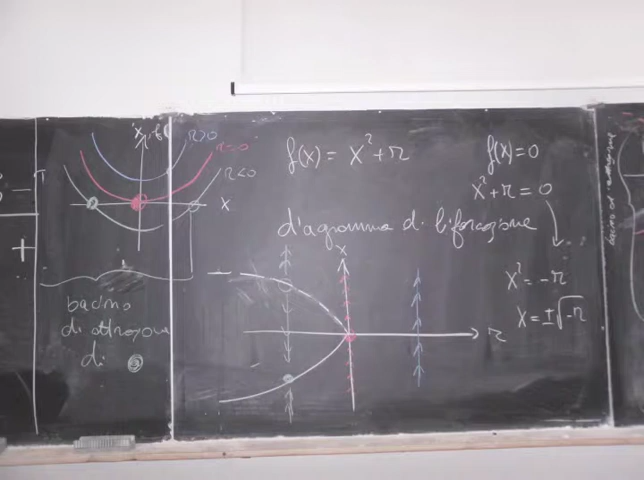 r>0
r=0
r<0
x
bacino
di attrazione
di
f(x) = x² + r
diagramma di biforcazione
x
r
f(x) = 0
x² + r = 0
x² = -r
x = ±√-r
+